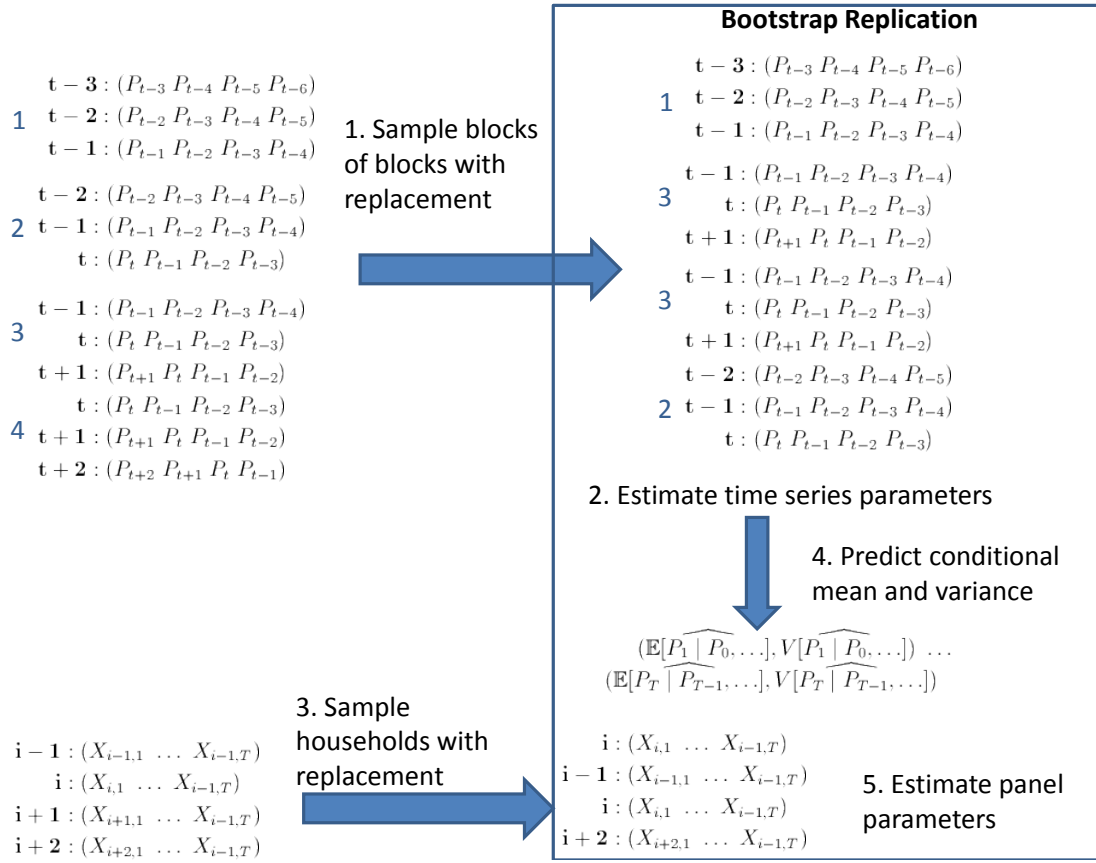 t − 3 : (P_{t−3} P_{t−4} P_{t−5} P_{t−6})
1 t − 2 : (P_{t−2} P_{t−3} P_{t−4} P_{t−5})
t − 1 : (P_{t−1} P_{t−2} P_{t−3} P_{t−4})
t − 2 : (P_{t−2} P_{t−3} P_{t−4} P_{t−5})
2 t − 1 : (P_{t−1} P_{t−2} P_{t−3} P_{t−4})
t : (P_t P_{t−1} P_{t−2} P_{t−3})
t − 1 : (P_{t−1} P_{t−2} P_{t−3} P_{t−4})
3 t : (P_t P_{t−1} P_{t−2} P_{t−3})
t + 1 : (P_{t+1} P_t P_{t−1} P_{t−2})
t : (P_t P_{t−1} P_{t−2} P_{t−3})
4 t + 1 : (P_{t+1} P_t P_{t−1} P_{t−2})
t + 2 : (P_{t+2} P_{t+1} P_t P_{t−1})
1. Sample blocks
of blocks with
replacement
Bootstrap Replication
t − 3 : (P_{t−3} P_{t−4} P_{t−5} P_{t−6})
1 t − 2 : (P_{t−2} P_{t−3} P_{t−4} P_{t−5})
t − 1 : (P_{t−1} P_{t−2} P_{t−3} P_{t−4})
t − 1 : (P_{t−1} P_{t−2} P_{t−3} P_{t−4})
3 t : (P_t P_{t−1} P_{t−2} P_{t−3})
t + 1 : (P_{t+1} P_t P_{t−1} P_{t−2})
t − 1 : (P_{t−1} P_{t−2} P_{t−3} P_{t−4})
3 t : (P_t P_{t−1} P_{t−2} P_{t−3})
t + 1 : (P_{t+1} P_t P_{t−1} P_{t−2})
t − 2 : (P_{t−2} P_{t−3} P_{t−4} P_{t−5})
2 t − 1 : (P_{t−1} P_{t−2} P_{t−3} P_{t−4})
t : (P_t P_{t−1} P_{t−2} P_{t−3})
2. Estimate time series parameters
4. Predict conditional
mean and variance
(𝔼[P_1 | P_0, . . .], V[P_1 | P_0, . . .]) . . .
(𝔼[P_T | P_{T−1}, . . .], V[P_T | P_{T−1}, . . .])
i − 1 : (X_{i−1,1} . . . X_{i−1,T})
i : (X_{i,1} . . . X_{i−1,T})
i + 1 : (X_{i+1,1} . . . X_{i−1,T})
i + 2 : (X_{i+2,1} . . . X_{i−1,T})
3. Sample
households with
replacement
i : (X_{i,1} . . . X_{i−1,T})
i − 1 : (X_{i−1,1} . . . X_{i−1,T})
i : (X_{i,1} . . . X_{i−1,T})
i + 2 : (X_{i+2,1} . . . X_{i−1,T})
5. Estimate panel
parameters